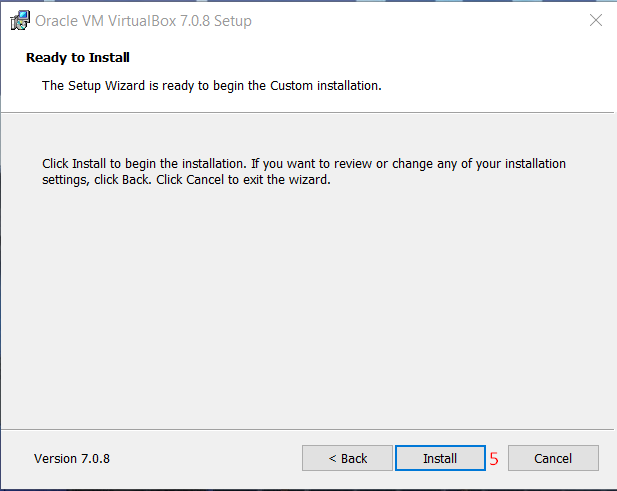 Oracle VM VirtualBox 7.0.8 Setup
Ready to Install
The Setup Wizard is ready to begin the Custom installation.
Click Install to begin the installation. If you want to review or change any of your installation
settings, click Back. Click Cancel to exit the wizard.
Version 7.0.8
< Back
Install
5
Cancel